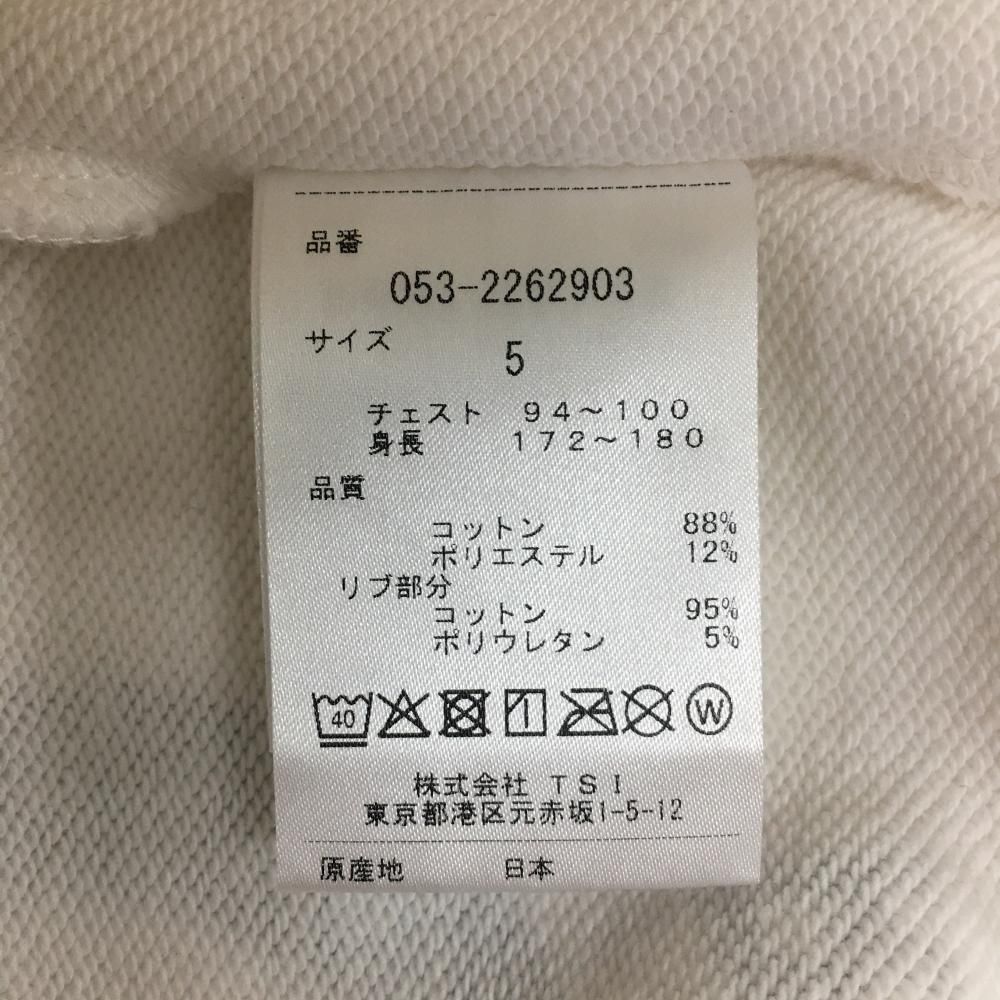 品番
053-2262903
サイズ 5
チェスト 94～100
身長 172～180
品質
コットン 88%
ポリエステル 12%
リブ部分
コットン 95%
ポリウレタン 5%
40 W
株式会社 TSI
東京都港区元赤坂1-5-12
原産地 日本